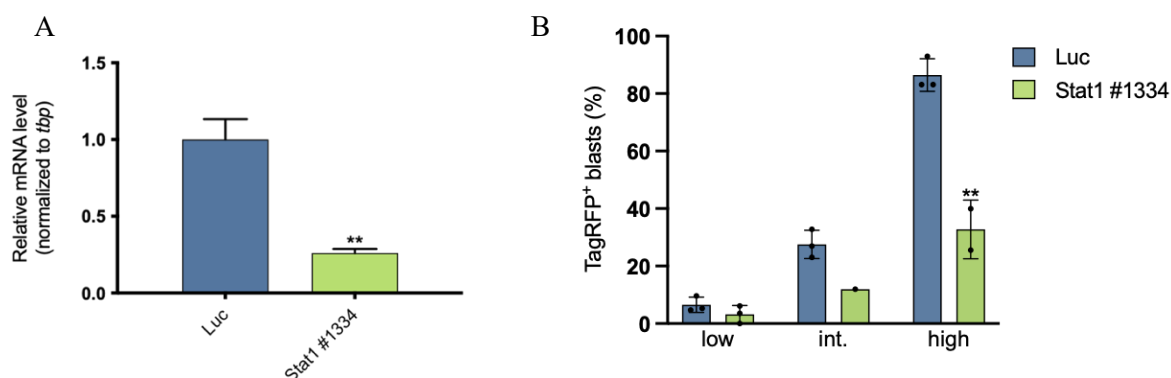 A
Relative mRNA level
(normalized to tbp)
1.5
1.0
0.5
0.0
**
Luc
Stat1 #1334
B
TagRFP+ blasts (%)
100
80
60
40
20
0
**
low
int.
high
Luc
Stat1 #1334